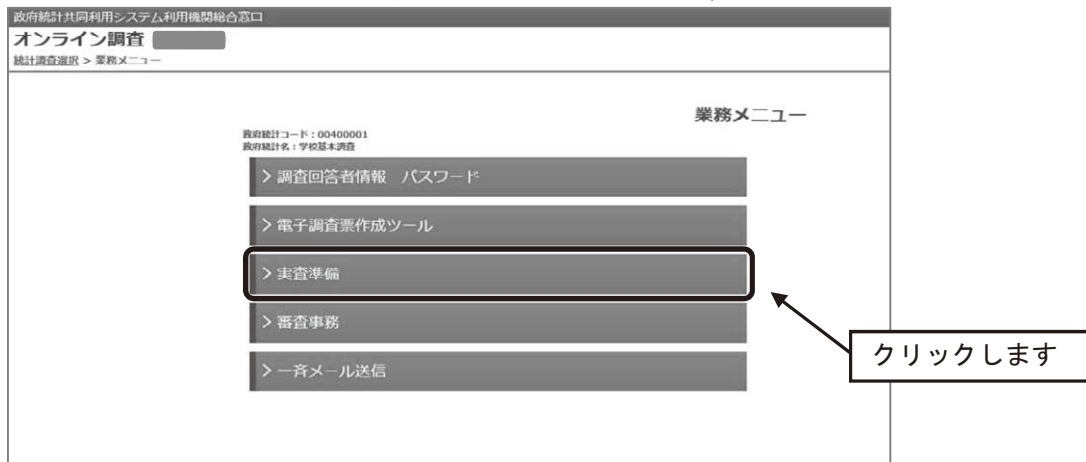 政府統計共同利用システム利用機関総合窓口
オンライン調査
統計調査選択 > 業務メニュー
業務メニュー
政府統計コード:00400001
政府統計名:学校基本調査
> 調査回答者情報 パスワード
> 電子調査票作成ツール
> 実査準備
> 審査事務
> 一斉メール送信
クリックします